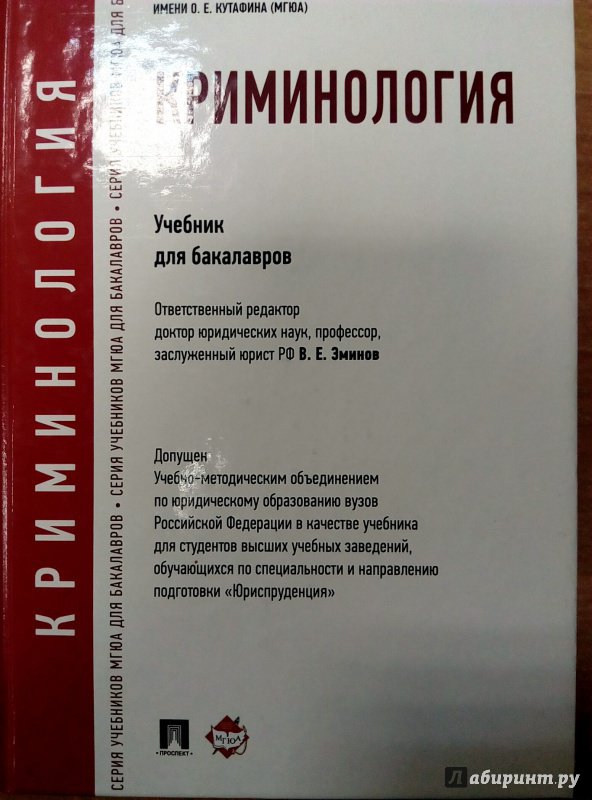 ИМЕНИ О. Е. КУТАФИНА (МГЮА)
КРИМИНОЛОГИЯ
Учебник
для бакалавров
Ответственный редактор
доктор юридических наук, профессор,
заслуженный юрист РФ В. Е. Эминов
Допущен
Учебно-методическим объединением
по юридическому образованию вузов
Российской Федерации в качестве учебника
для студентов высших учебных заведений,
обучающихся по специальности и направлению
подготовки «Юриспруденция»
КРИМИНОЛОГИЯ
СЕРИЯ УЧЕБНИКОВ МГЮА ДЛЯ БАКАЛАВРОВ • СЕРИЯ УЧЕБНИКОВ МГЮА ДЛЯ БАКАЛАВРОВ • СЕРИЯ УЧЕБНИКОВ МГЮА ДЛЯ Б
ПРОСПЕКТ
МГЮА
Лабиринт.ру